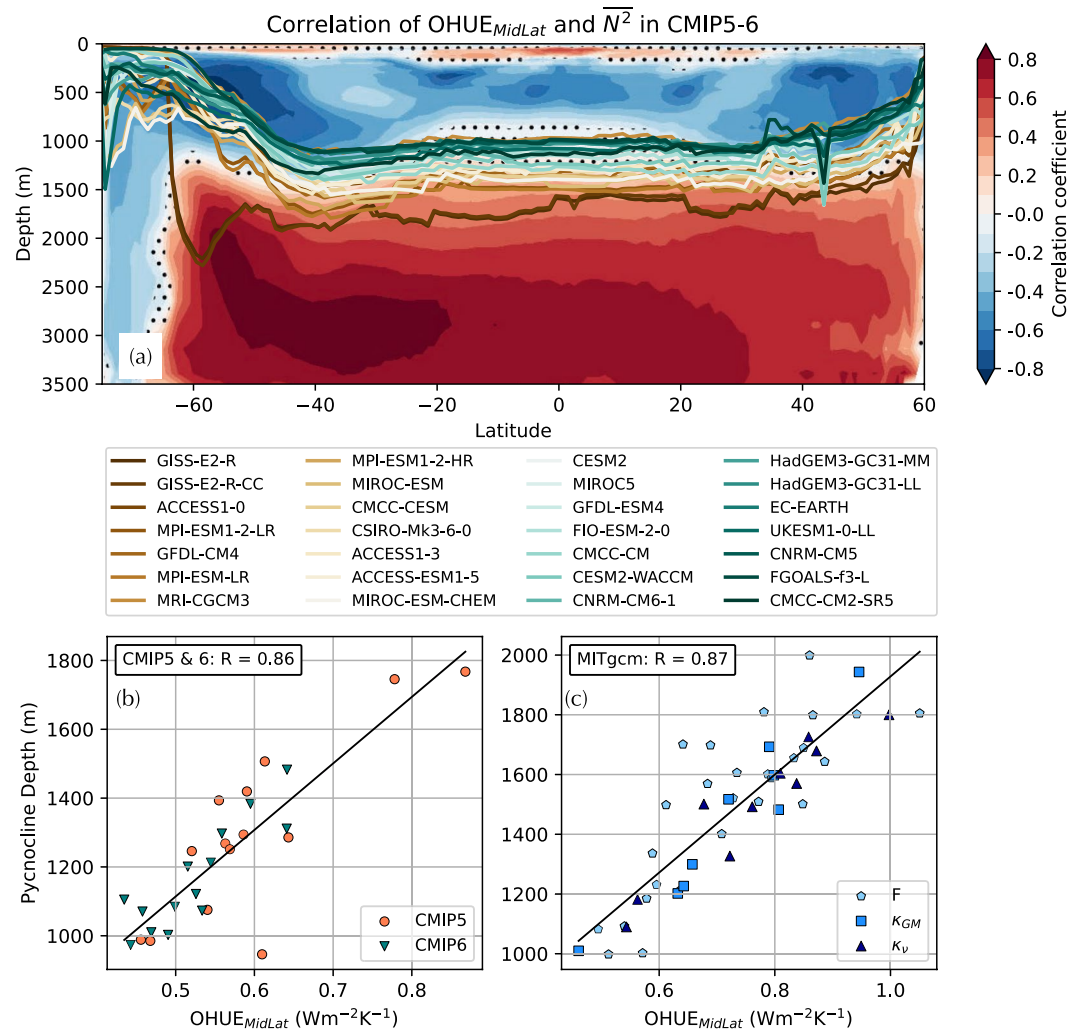 Correlation of OHUE_MidLat and N² in CMIP5-6
0
500
1000
1500
2000
2500
3000
3500
Depth (m)
(a)
−60
−40
−20
0
20
40
60
Latitude
0.8
0.6
0.4
0.2
-0.0
-0.2
-0.4
-0.6
-0.8
Correlation coefficient
GISS-E2-R
GISS-E2-R-CC
ACCESS1-0
MPI-ESM1-2-LR
GFDL-CM4
MPI-ESM-LR
MRI-CGCM3
MPI-ESM1-2-HR
MIROC-ESM
CMCC-CESM
CSIRO-Mk3-6-0
ACCESS1-3
ACCESS-ESM1-5
MIROC-ESM-CHEM
CESM2
MIROC5
GFDL-ESM4
FIO-ESM-2-0
CMCC-CM
CESM2-WACCM
CNRM-CM6-1
HadGEM3-GC31-MM
HadGEM3-GC31-LL
EC-EARTH
UKESM1-0-LL
CNRM-CM5
FGOALS-f3-L
CMCC-CM2-SR5
CMIP5 & 6: R = 0.86
(b)
1800
1600
1400
1200
1000
Pycnocline Depth (m)
CMIP5
CMIP6
0.5
0.6
0.7
0.8
OHUE_MidLat (Wm⁻²K⁻¹)
MITgcm: R = 0.87
(c)
2000
1800
1600
1400
1200
1000
F
κ_GM
κ_ν
0.6
0.8
1.0
OHUE_MidLat (Wm⁻²K⁻¹)